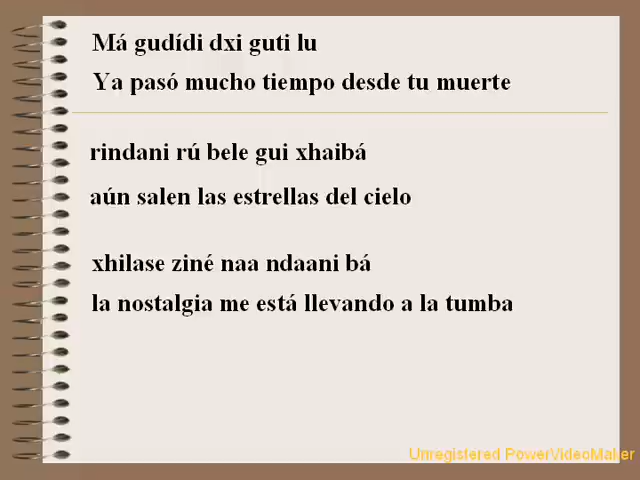 Má gudídi dxi guti lu
Ya pasó mucho tiempo desde tu muerte
rindani rú bele gui xhaibá
aún salen las estrellas del cielo
xhilase ziné naa ndaani bá
la nostalgia me está llevando a la tumba
Unregistered PowerVideoMaker